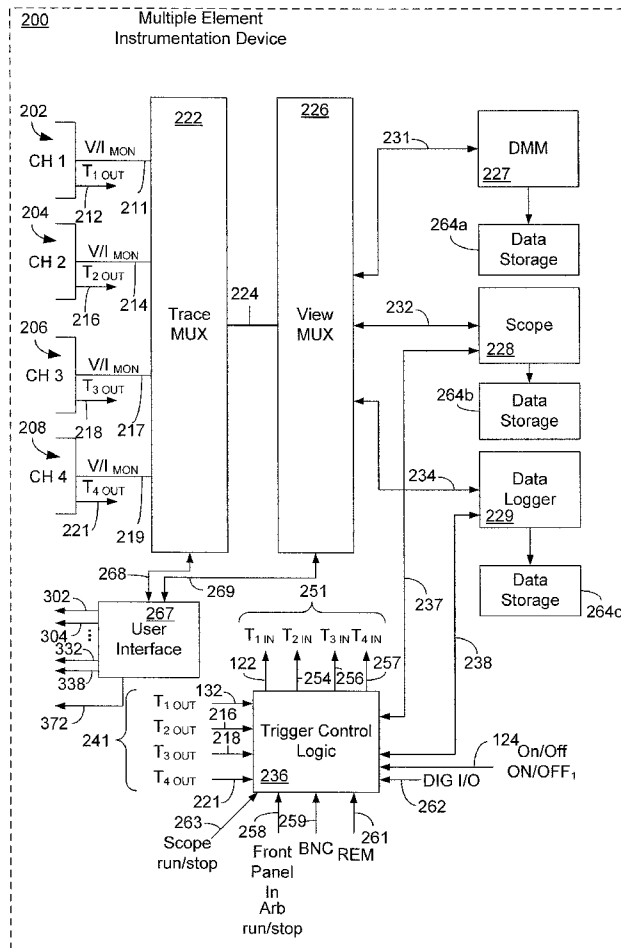 200
Multiple Element
Instrumentation Device
202
CH 1
V/I MON
T1 OUT
212
211
204
CH 2
V/I MON
T2 OUT
216
214
206
CH 3
V/I MON
T3 OUT
218
217
208
CH 4
V/I MON
T4 OUT
221
219
222
Trace
MUX
224
226
View
MUX
231
DMM
227
264a
Data
Storage
232
Scope
228
264b
Data
Storage
234
Data
Logger
229
Data
Storage
264c
237
238
268
269
302
304
⋮
332
338
372
267
User
Interface
251
T1 IN
T2 IN
T3 IN
T4 IN
122
254
256
257
241
T1 OUT
132
T2 OUT
216
T3 OUT
218
T4 OUT
221
Trigger Control
Logic
236
124
On/Off
ON/OFF1
DIG I/O
262
263
Scope
run/stop
258
Front
Panel
In
Arb
run/stop
259
BNC
261
REM